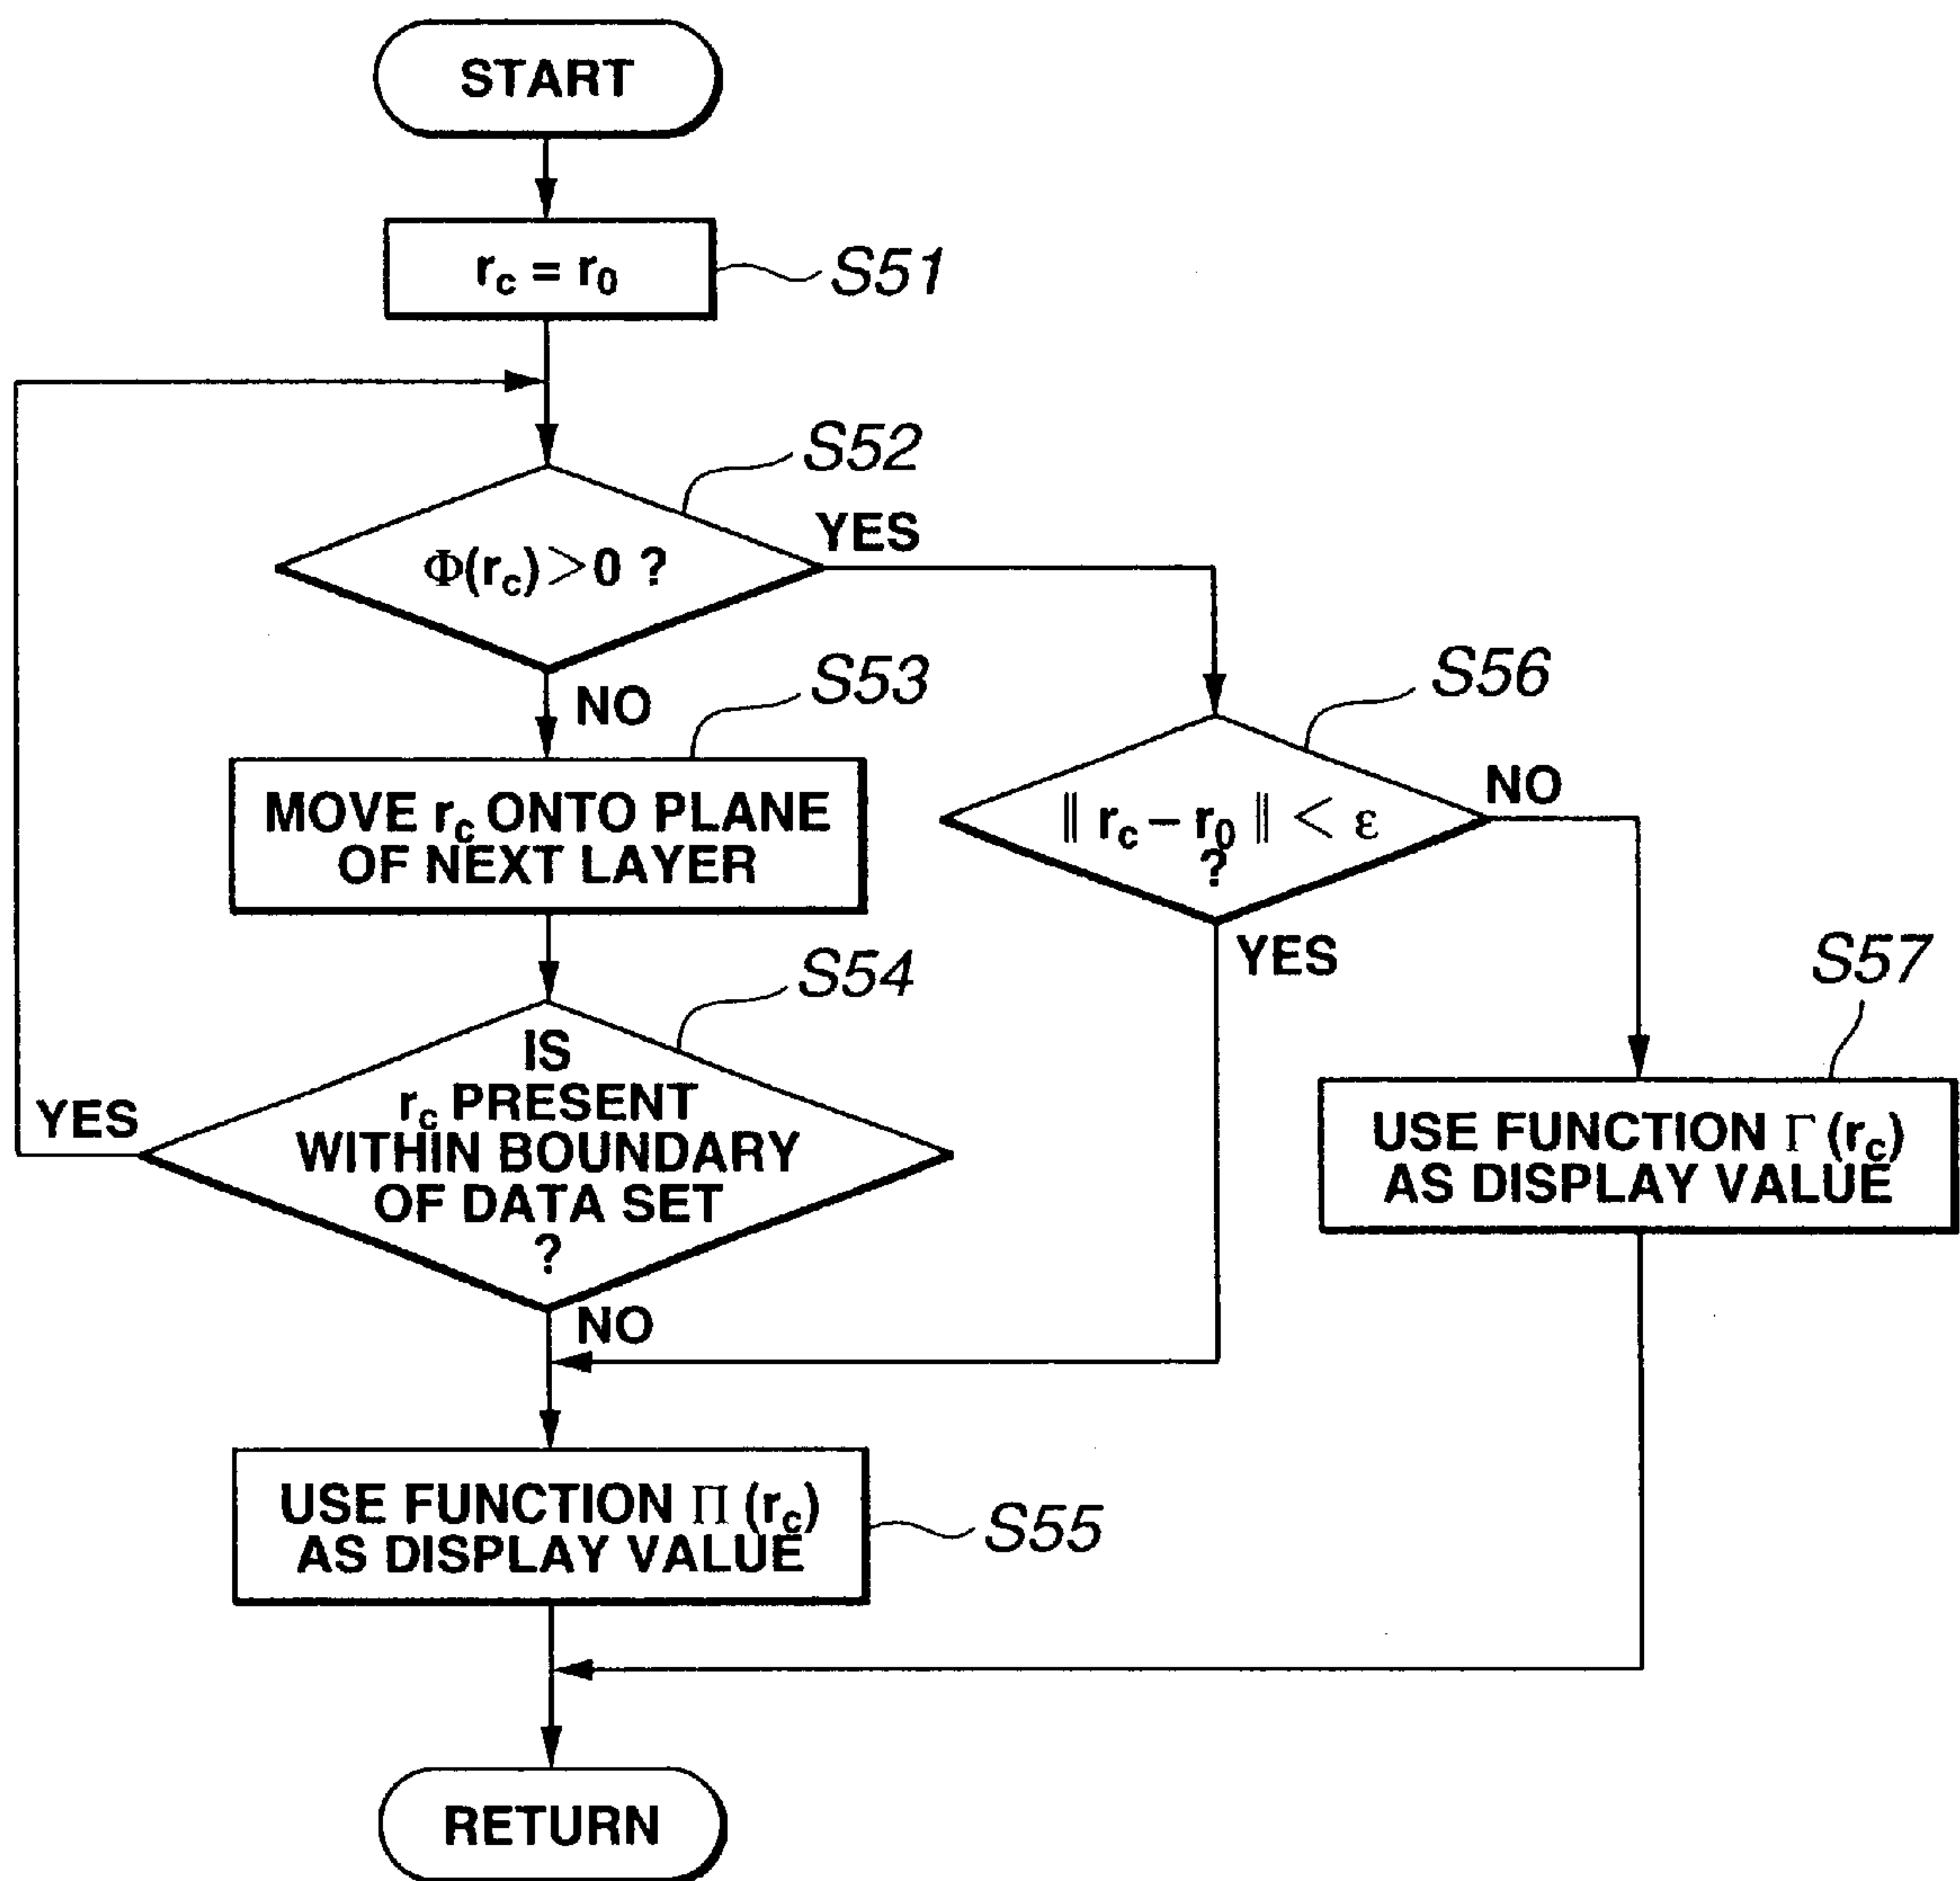 START
r_c = r_0
S51
S52
Φ(r_c) > 0 ?
YES
NO
S53
MOVE r_c ONTO PLANE
OF NEXT LAYER
S56
‖ r_c − r_0 ‖ < ε
?
NO
YES
S54
IS
r_c PRESENT
WITHIN BOUNDARY
OF DATA SET
?
YES
NO
S57
USE FUNCTION Γ (r_c)
AS DISPLAY VALUE
USE FUNCTION Π (r_c)
AS DISPLAY VALUE
S55
RETURN